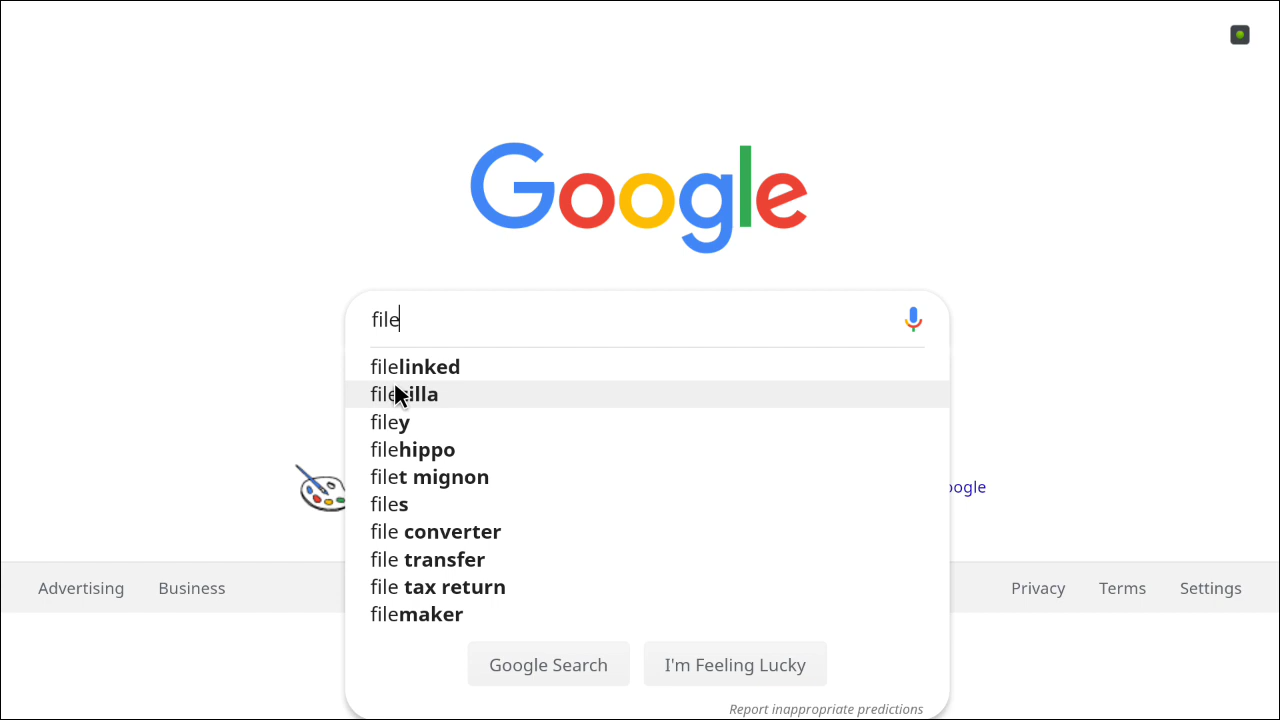 Google
file
filelinked
filezilla
filey
filehippo
filet mignon
files
file converter
file transfer
file tax return
filemaker
Google Search I'm Feeling Lucky
Report inappropriate predictions
Advertising Business Privacy Terms Settings